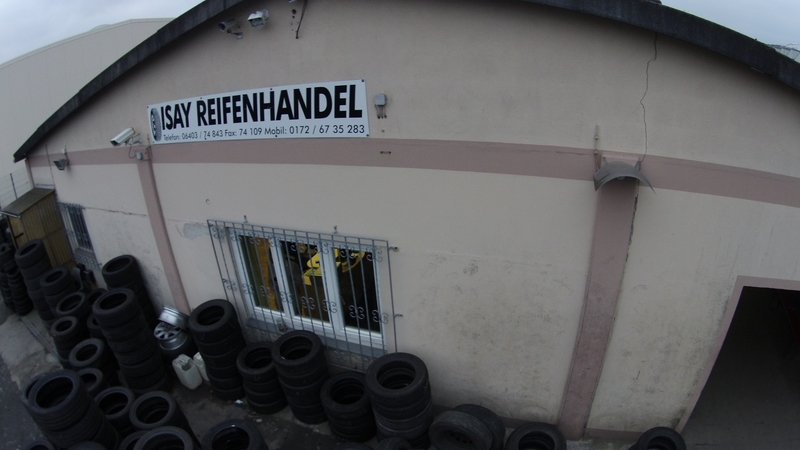 ISAY REIFENHANDEL
Telefon: 06403 / 74 843 Fax: 74 109 Mobil: 0172 / 67 35 283